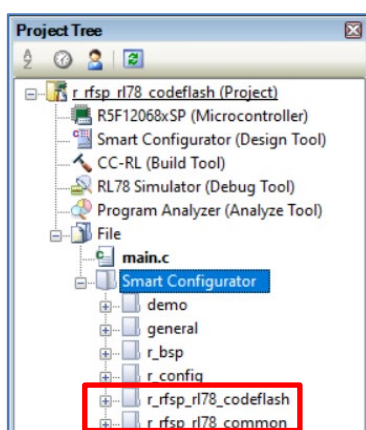 Project Tree
r_rfsp_rl78_codeflash (Project)
R5F12068xSP (Microcontroller)
Smart Configurator (Design Tool)
CC-RL (Build Tool)
RL78 Simulator (Debug Tool)
Program Analyzer (Analyze Tool)
File
main.c
Smart Configurator
demo
general
r_bsp
r_config
r_rfsp_rl78_codeflash
r_rfsp_rl78_common